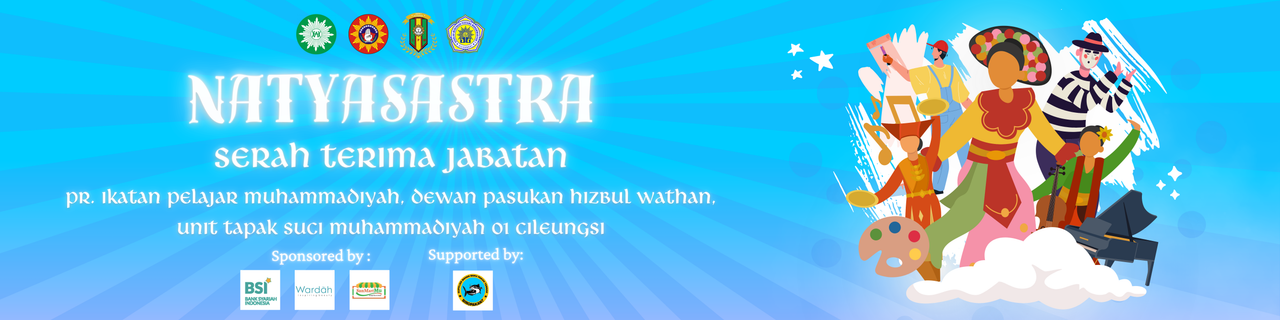 NATYASASTRA
SERAH TERIMA JABATAN
PR. IKATAN PELAJAR MUHAMMADIYAH, DEWAN PASUKAN HIZBUL WATHAN,
UNIT TAPAK SUCI MUHAMMADIYAH 01 CILEUNGSI
Sponsored by :
Supported by:
BSI
BANK SYARIAH
INDONESIA
Wardah